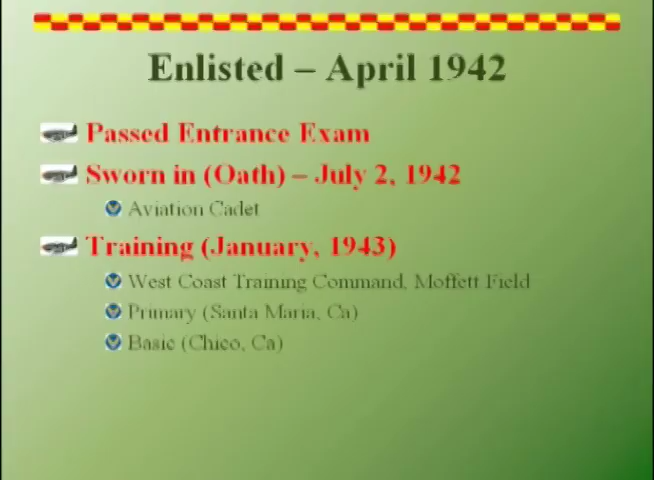 Enlisted – April 1942
Passed Entrance Exam
Sworn in (Oath) – July 2, 1942
Aviation Cadet
Training (January, 1943)
West Coast Training Command, Moffett Field
Primary (Santa Maria, Ca)
Basic (Chico, Ca)